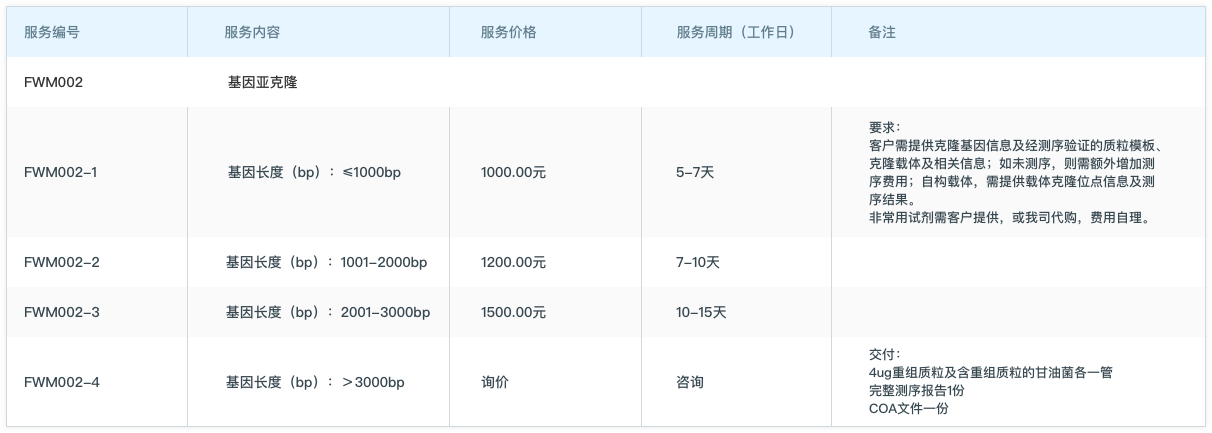 服务编号 服务内容 服务价格 服务周期（工作日） 备注
FWM002 基因亚克隆
FWM002-1 基因长度（bp）：≤1000bp 1000.00元 5-7天
要求：
客户需提供克隆基因信息及经测序验证的质粒模板、
克隆载体及相关信息；如未测序，则需额外增加测
序费用；自构载体，需提供载体克隆位点信息及测
序结果。
非常用试剂需客户提供，或我司代购，费用自理。
FWM002-2 基因长度（bp）：1001-2000bp 1200.00元 7-10天
FWM002-3 基因长度（bp）：2001-3000bp 1500.00元 10-15天
FWM002-4 基因长度（bp）：＞3000bp 询价 咨询
交付：
4ug重组质粒及含重组质粒的甘油菌各一管
完整测序报告1份
COA文件一份